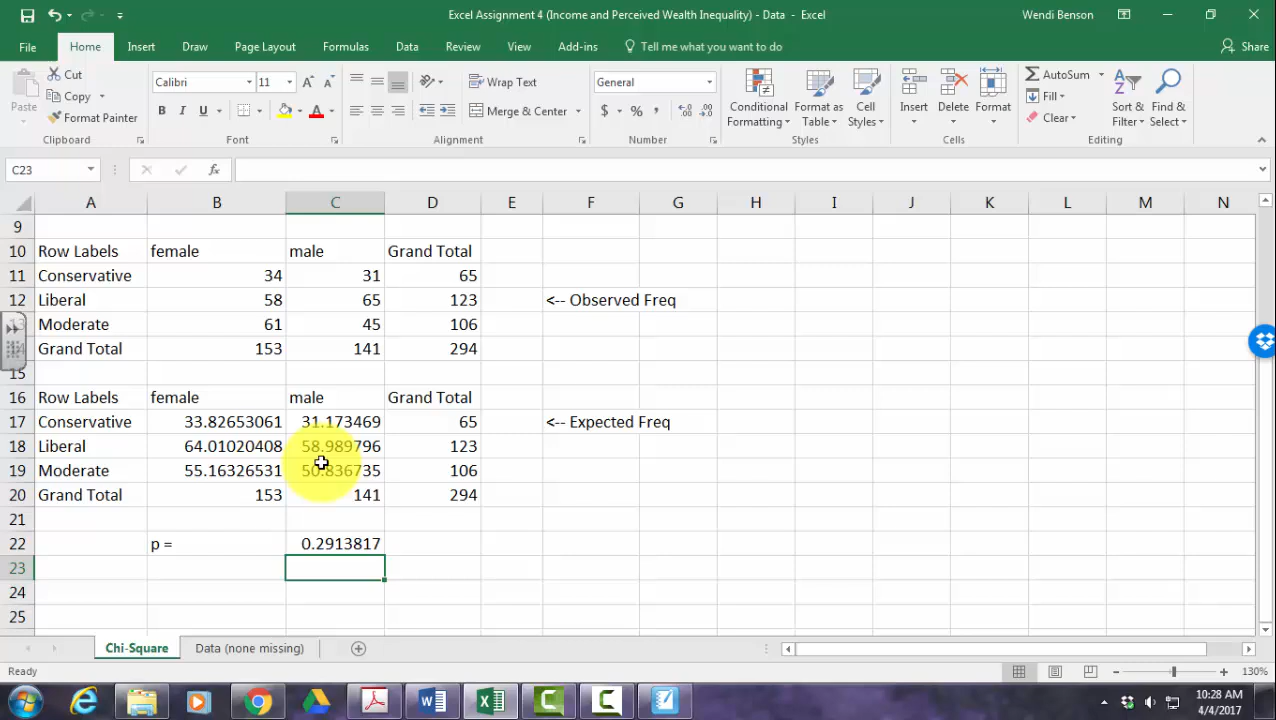 Excel Assignment 4 (Income and Perceived Wealth Inequality) - Data - Excel Wendi Benson
File Home Insert Draw Page Layout Formulas Data Review View Add-ins Tell me what you want to do Share
Paste Cut Copy Format Painter
Calibri 11
B I U A
Wrap Text
Merge & Center
General
$ % ,
Conditional Formatting Format as Table Cell Styles
Insert Delete Format
AutoSum Fill Clear
Sort & Filter Find & Select
Clipboard Font Alignment Number Styles Cells Editing
C23 fx
A B C D E F G H I J K L M N
9
10 Row Labels female male Grand Total
11 Conservative 34 31 65
12 Liberal 58 65 123 <-- Observed Freq
13 Moderate 61 45 106
14 Grand Total 153 141 294
15
16 Row Labels female male Grand Total
17 Conservative 33.82653061 31.173469 65 <-- Expected Freq
18 Liberal 64.01020408 58.989796 123
19 Moderate 55.16326531 50.836735 106
20 Grand Total 153 141 294
21
22 p = 0.2913817
23
24
25
Chi-Square Data (none missing)
Ready 130%
10:28 AM
4/4/2017